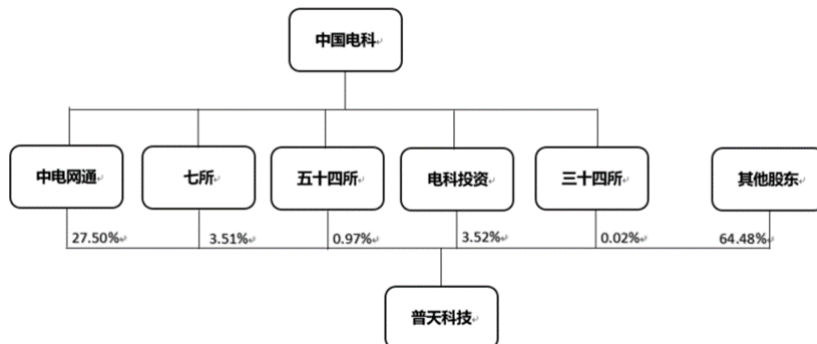 中国电科
中电网通 七所 五十四所 电科投资 三十四所 其他股东
27.50% 3.51% 0.97% 3.52% 0.02% 64.48%
普天科技